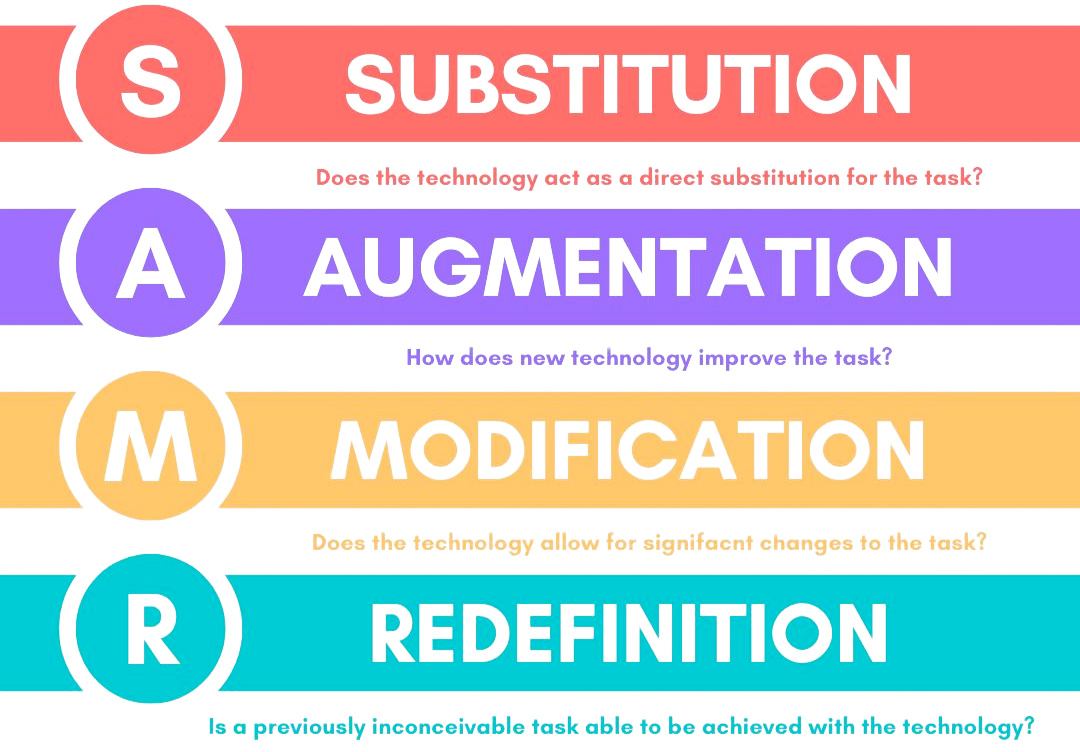 S SUBSTITUTION
Does the technology act as a direct substitution for the task?
A AUGMENTATION
How does new technology improve the task?
M MODIFICATION
Does the technology allow for signifacnt changes to the task?
R REDEFINITION
Is a previously inconceivable task able to be achieved with the technology?